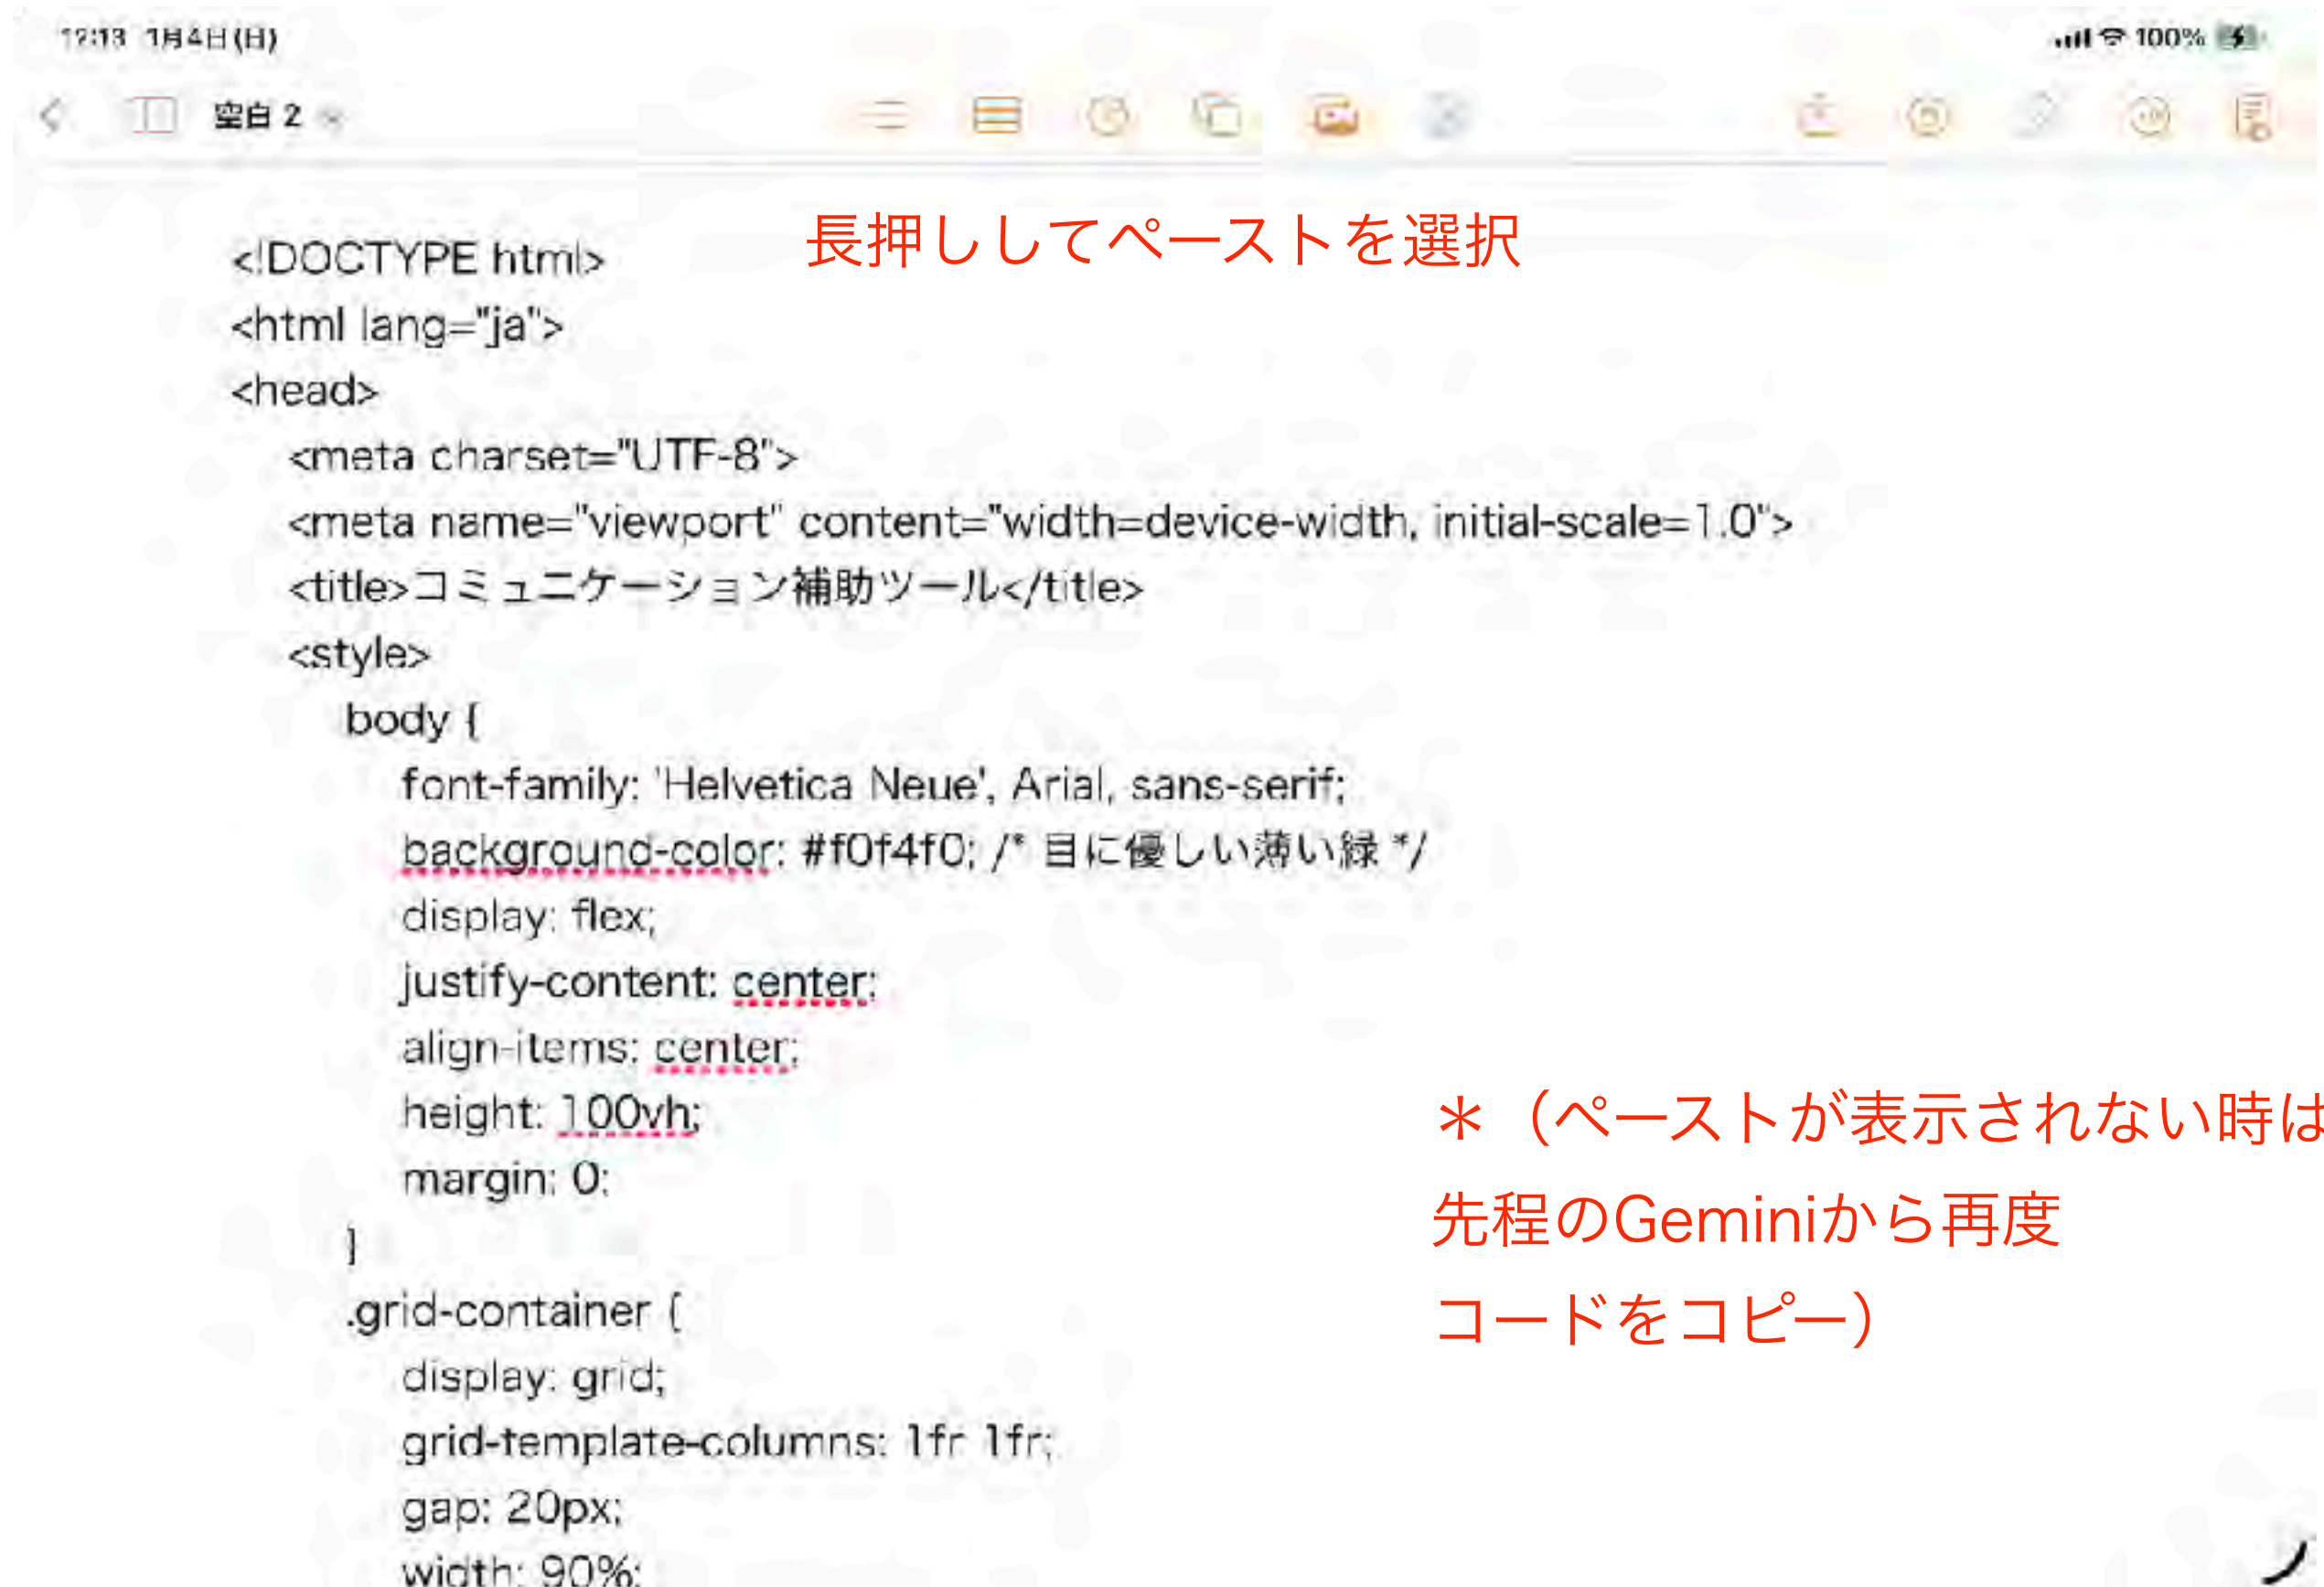 12:13 1月4日(日)
100%
空白 2
長押ししてペーストを選択
<!DOCTYPE html>
<html lang="ja">
<head>
<meta charset="UTF-8">
<meta name="viewport" content="width=device-width, initial-scale=1.0">
<title>コミュニケーション補助ツール</title>
<style>
body {
font-family: 'Helvetica Neue', Arial, sans-serif;
background-color: #f0f4f0; /* 目に優しい薄い緑 */
display: flex;
justify-content: center;
align-items: center;
height: 100vh;
margin: 0;
}
.grid-container {
display: grid;
grid-template-columns: 1fr 1fr;
gap: 20px;
width: 90%;
＊（ペーストが表示されない時は
先程のGeminiから再度
コードをコピー）